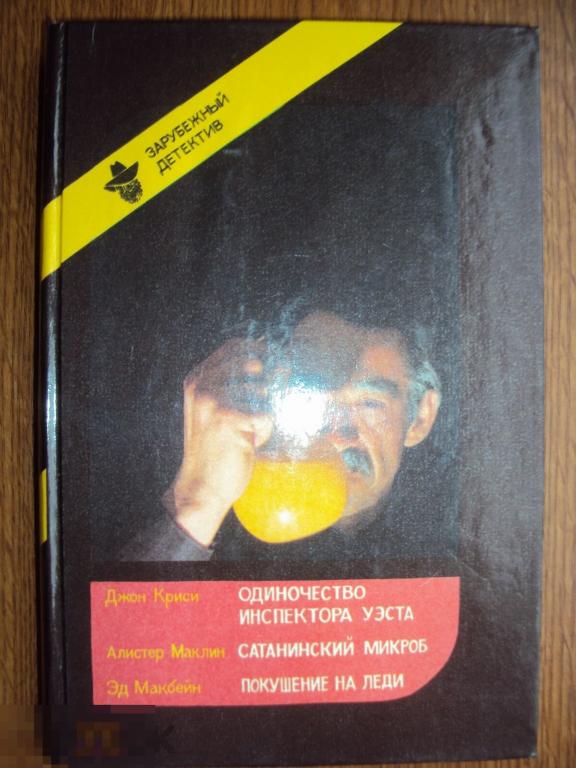 ЗАРУБЕЖНЫЙ
ДЕТЕКТИВ
Джон Криси ОДИНОЧЕСТВО
ИНСПЕКТОРА УЭСТА
Алистер Маклин САТАНИНСКИЙ МИКРОБ
Эд Макбейн ПОКУШЕНИЕ НА ЛЕДИ